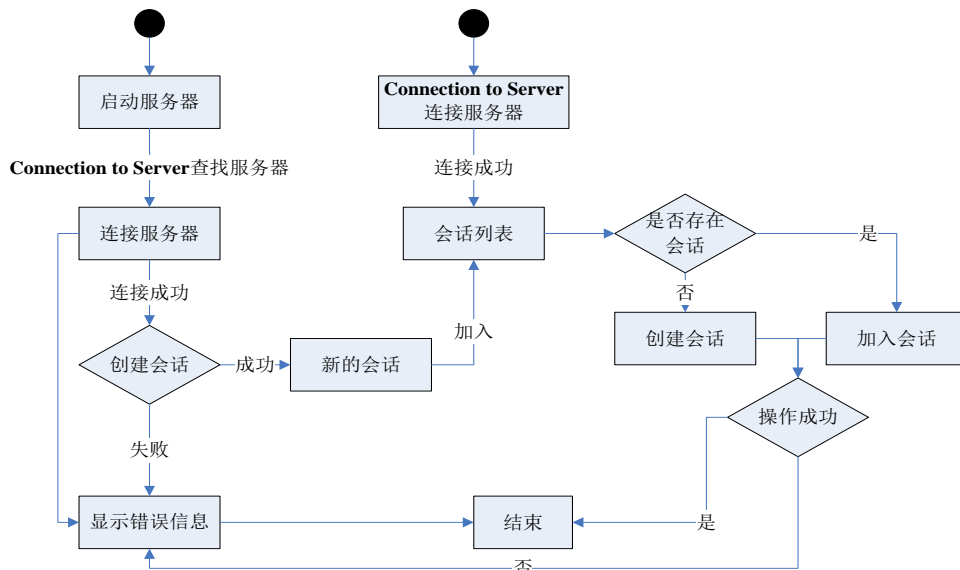 启动服务器
Connection to Server
连接服务器
Connection to Server查找服务器
连接成功
连接服务器
会话列表
是否存在
会话
是
连接成功
否
加入
创建会话
加入会话
创建会话
成功
新的会话
操作成功
失败
显示错误信息
结束
是
否